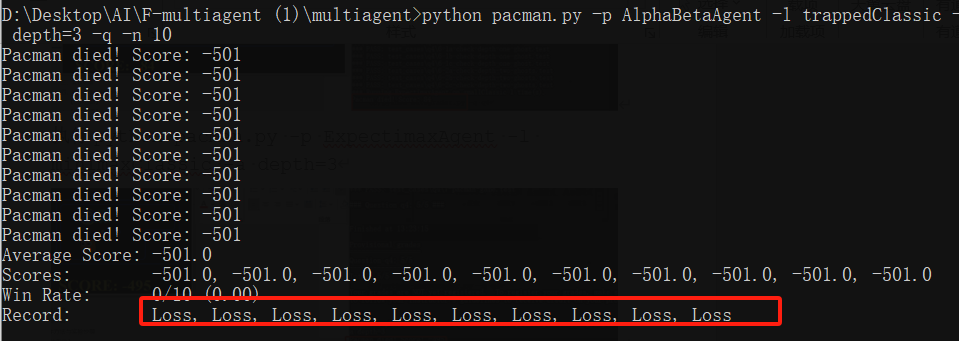 D:\Desktop\AI\F-multiagent (1)\multiagent>python pacman.py -p AlphaBetaAgent -l trappedClassic -
depth=3 -q -n 10
Pacman died! Score: -501
Pacman died! Score: -501
Pacman died! Score: -501
Pacman died! Score: -501
Pacman died! Score: -501
Pacman died! Score: -501
Pacman died! Score: -501
Pacman died! Score: -501
Pacman died! Score: -501
Pacman died! Score: -501
Average Score: -501.0
Scores: -501.0, -501.0, -501.0, -501.0, -501.0, -501.0, -501.0, -501.0, -501.0, -501.0
Win Rate: 0/10 (0.00)
Record: Loss, Loss, Loss, Loss, Loss, Loss, Loss, Loss, Loss, Loss